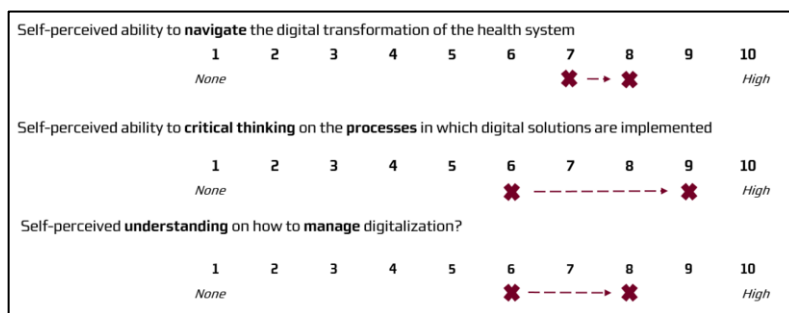 Self-perceived ability to navigate the digital transformation of the health system
1 2 3 4 5 6 7 8 9 10
None High
Self-perceived ability to critical thinking on the processes in which digital solutions are implemented
1 2 3 4 5 6 7 8 9 10
None High
Self-perceived understanding on how to manage digitalization?
1 2 3 4 5 6 7 8 9 10
None High